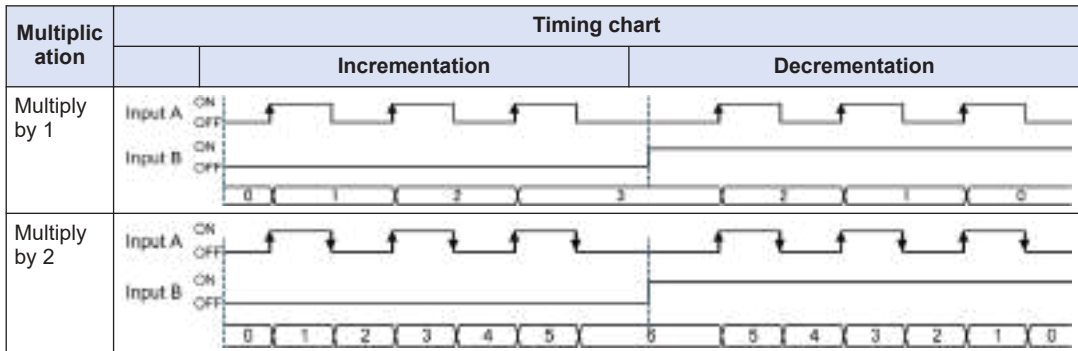 Multiplic
ation
Timing chart
Incrementation
Decrementation
Multiply
by 1
Input A
ON
OFF
Input B
ON
OFF
0 1 2 3 2 1 0
Multiply
by 2
Input A
ON
OFF
Input B
ON
OFF
0 1 2 3 4 5 6 5 4 3 2 1 0